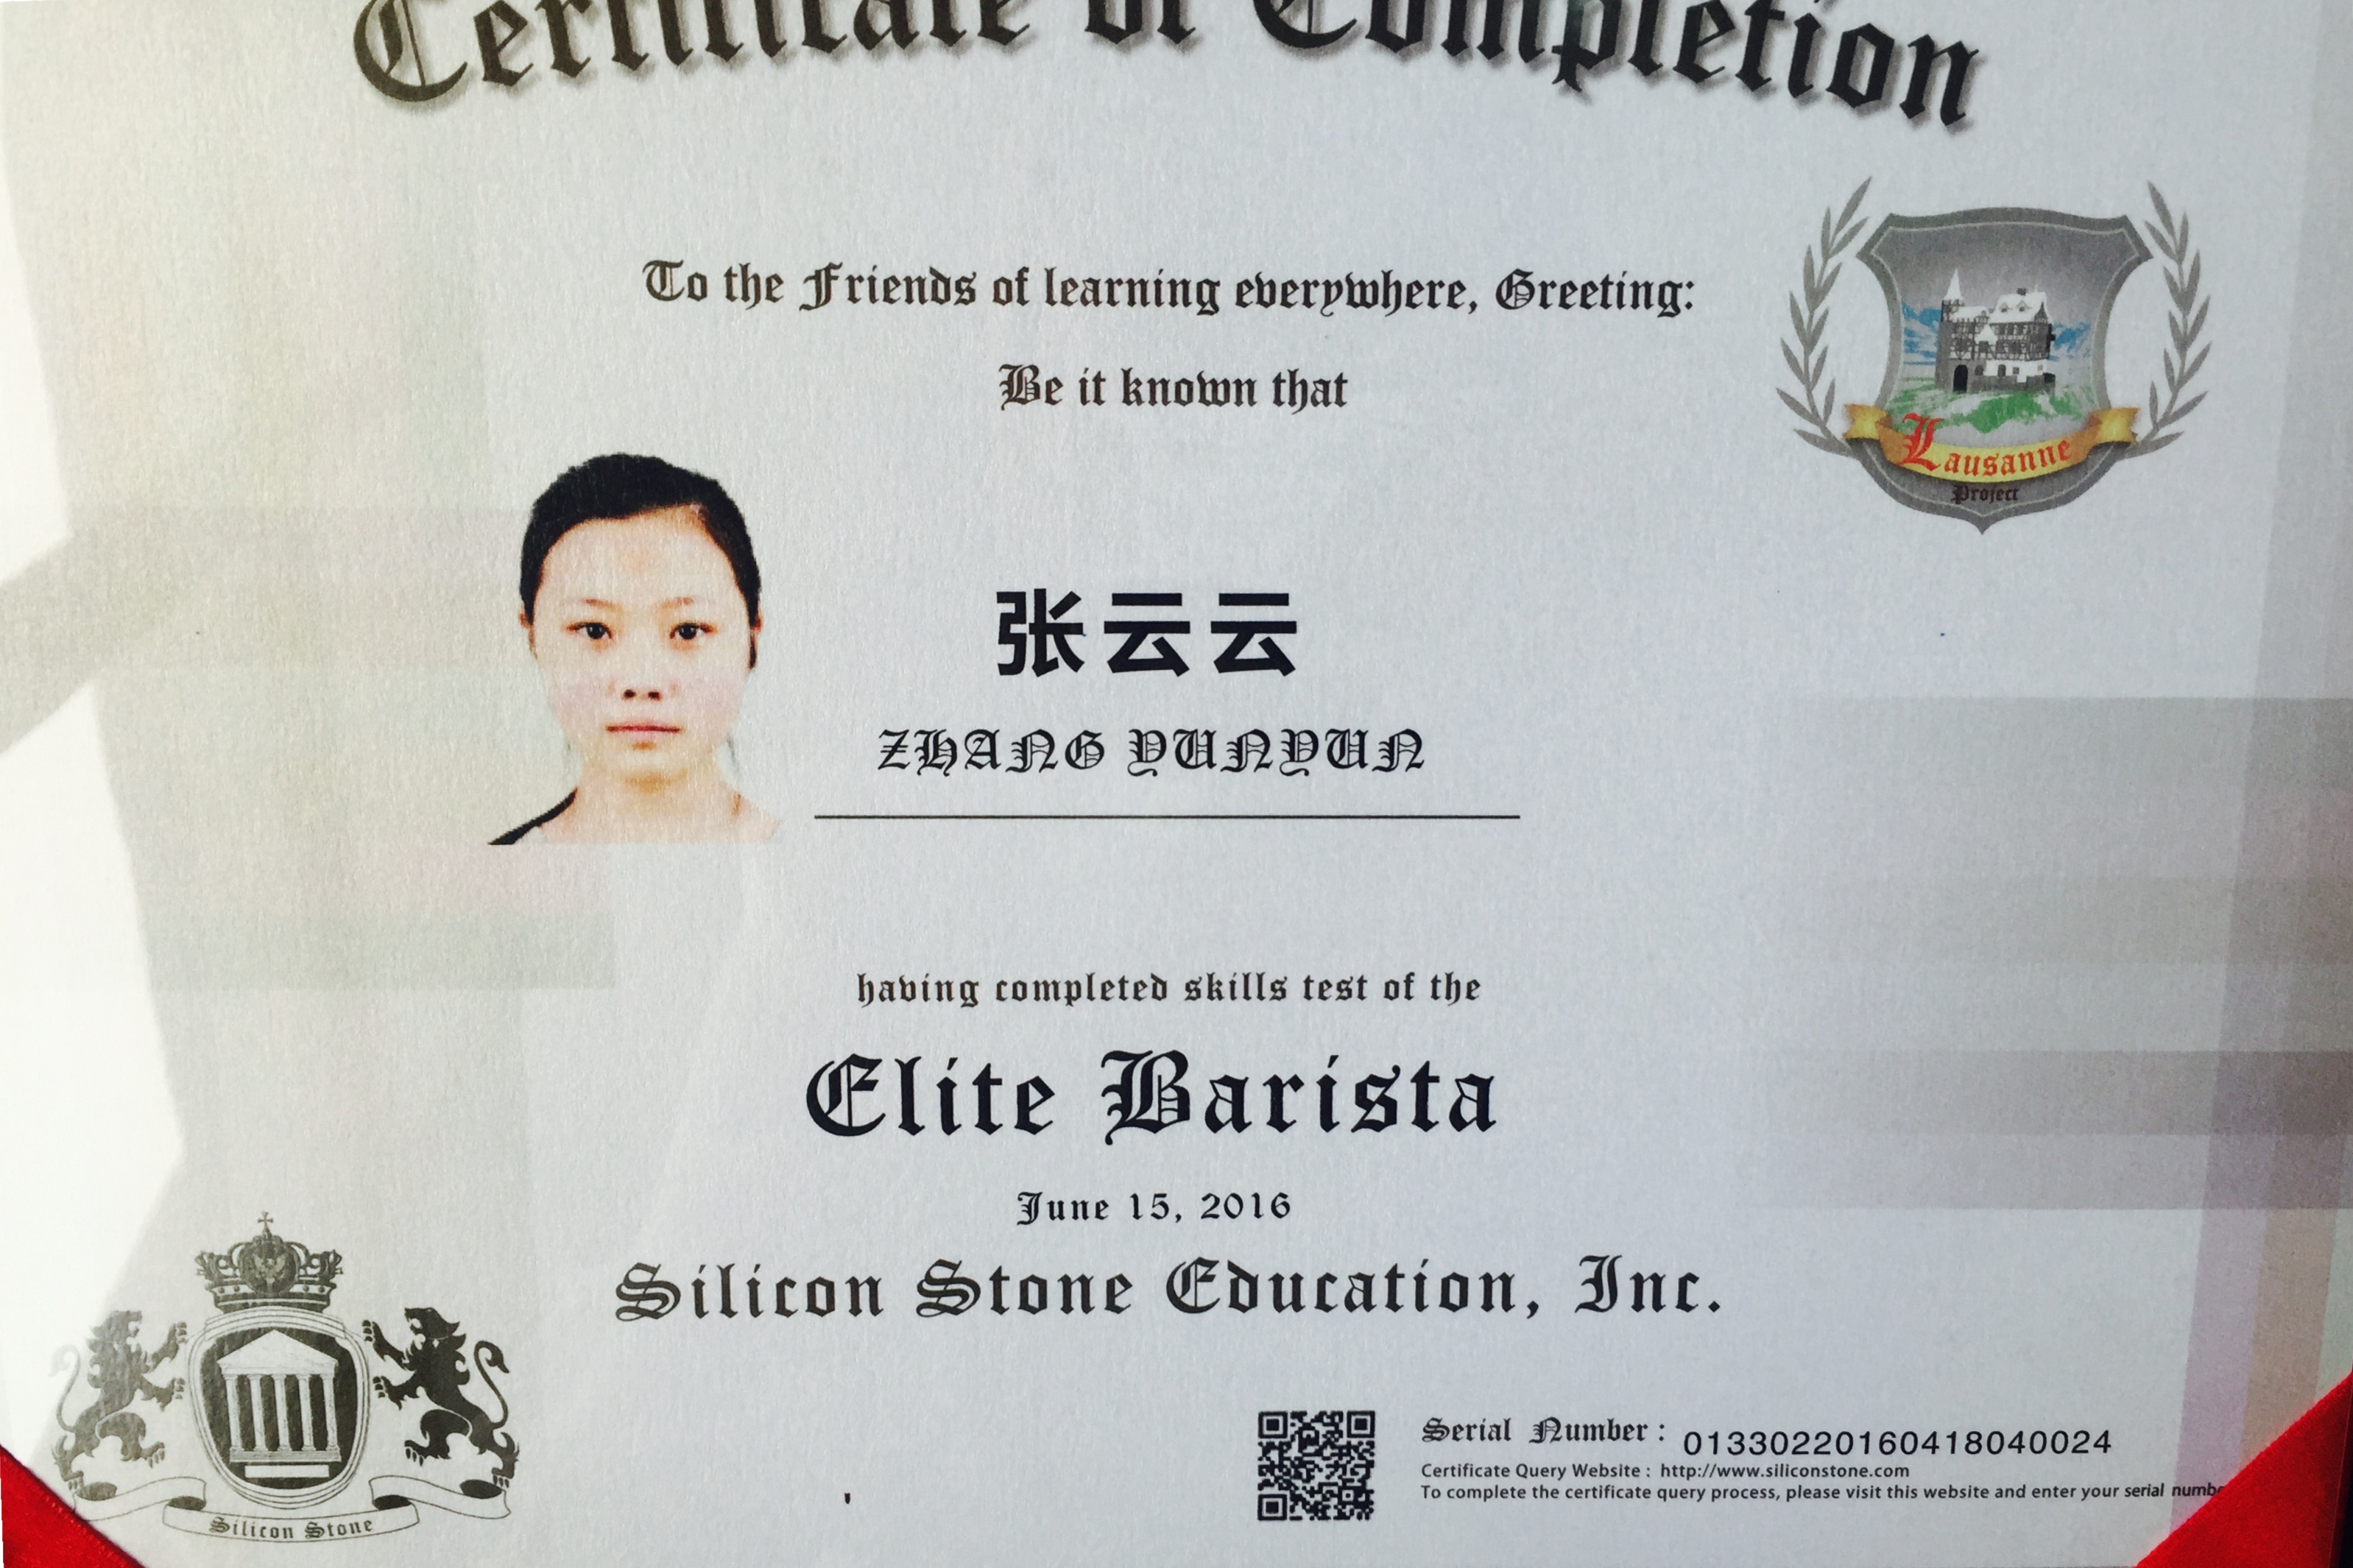 Certificate of Completion
To the Friends of learning everywhere, Greeting:
Be it known that
Lausanne
Project
张云云
ZHANG YUNYUN
having completed skills test of the
Elite Barista
June 15, 2016
Silicon Stone Education, Inc.
Serial Number : 01330220160418040024
Certificate Query Website : http://www.siliconstone.com
To complete the certificate query process, please visit this website and enter your serial numbe
Silicon Stone